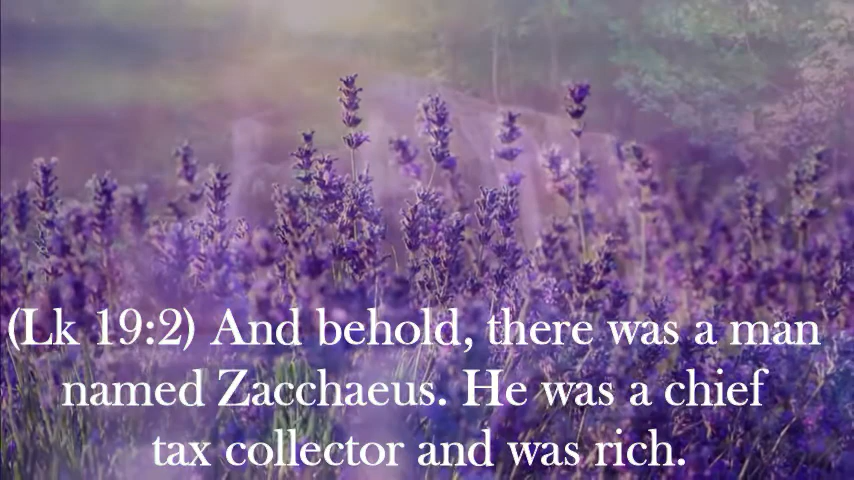 (Lk 19:2) And behold, there was a man
named Zacchaeus. He was a chief
tax collector and was rich.